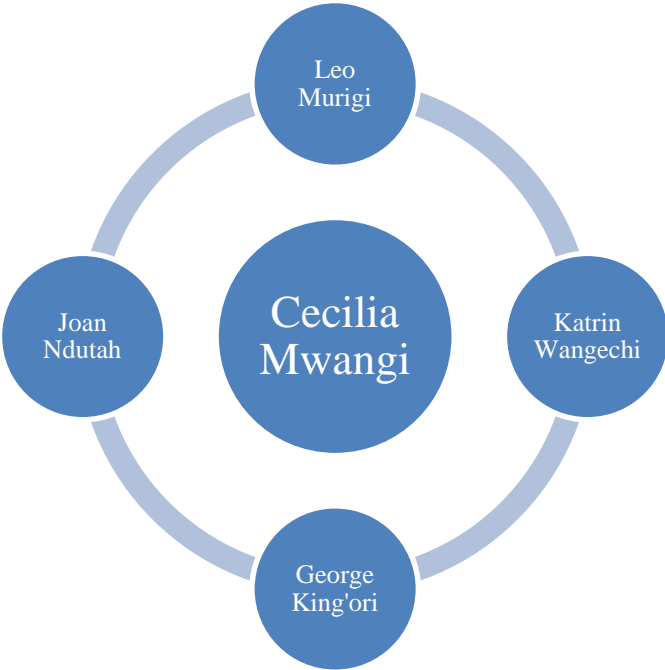 Leo
Murigi
Joan
Ndutah
Cecilia
Mwangi
Katrin
Wangechi
George
King'ori